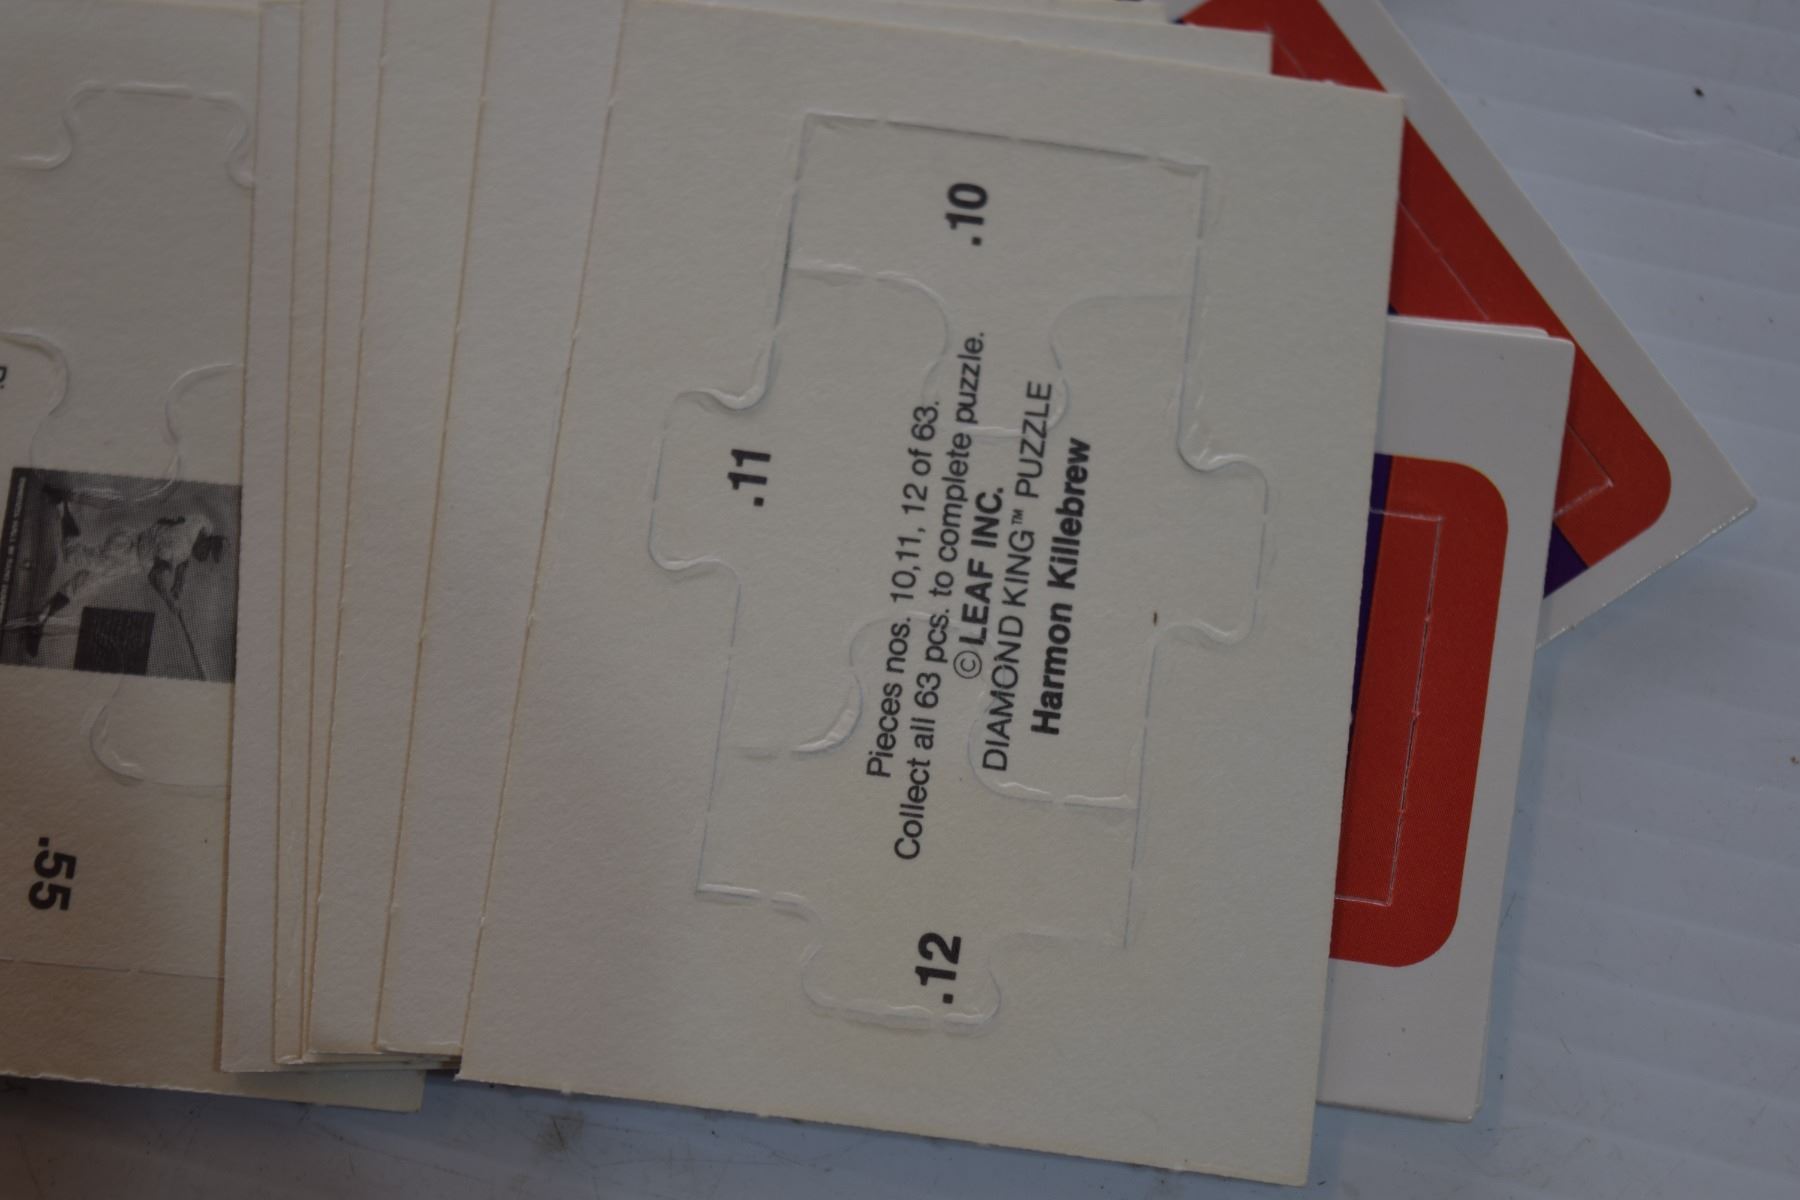 .10
.11
Pieces nos. 10,11, 12 of 63.
Collect all 63 pcs. to complete puzzle.
© LEAF INC.
DIAMOND KING™ PUZZLE
Harmon Killebrew
.12
.55